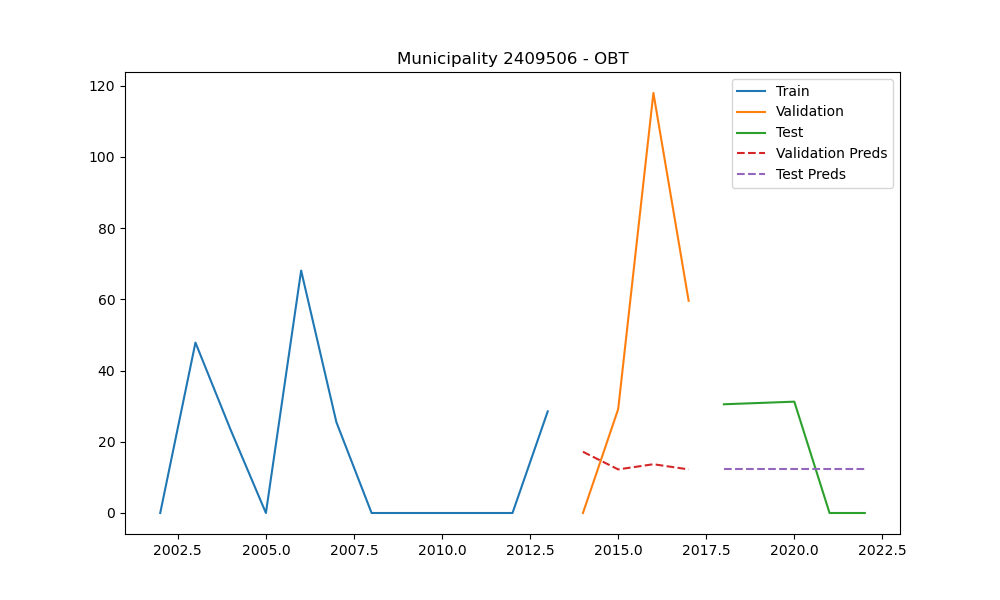 Municipality 2409506 - OBT
120
100
80
60
40
20
0
2002.5 2005.0 2007.5 2010.0 2012.5 2015.0 2017.5 2020.0 2022.5
Train
Validation
Test
Validation Preds
Test Preds